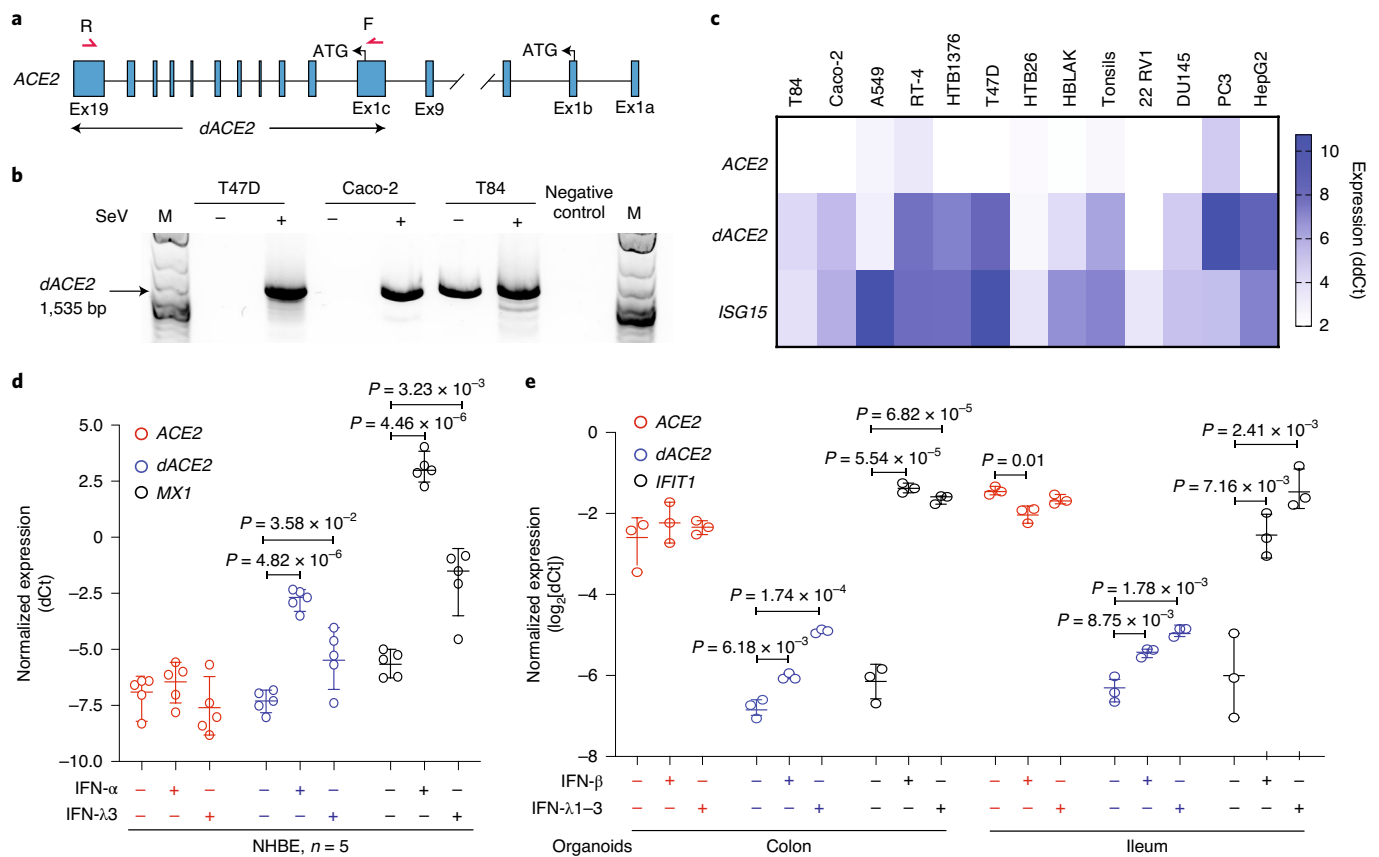 a
R
F
ATG
ATG
ACE2
Ex19
Ex1c
Ex9
Ex1b
Ex1a
dACE2
b
T47D
Caco-2
T84
Negative
control
SeV
M
–
+
–
+
–
+
M
dACE2
1,535 bp
c
T84
Caco-2
A549
RT-4
HTB1376
T47D
HTB26
HBLAK
Tonsils
22 RV1
DU145
PC3
HepG2
ACE2
dACE2
ISG15
10
8
6
4
2
Expression (ddCt)
d
P = 3.23 × 10⁻³
P = 4.46 × 10⁻⁶
P = 3.58 × 10⁻²
P = 4.82 × 10⁻⁶
ACE2
dACE2
MX1
5.0
2.5
0
–2.5
–5.0
–7.5
–10.0
Normalized expression
(dCt)
IFN-α – + – – + – – + –
IFN-λ3 – – + – – + – – +
NHBE, n = 5
e
ACE2
dACE2
IFIT1
P = 6.82 × 10⁻⁵
P = 5.54 × 10⁻⁵
P = 0.01
P = 2.41 × 10⁻³
P = 7.16 × 10⁻³
P = 1.74 × 10⁻⁴
P = 6.18 × 10⁻³
P = 1.78 × 10⁻³
P = 8.75 × 10⁻³
0
–2
–4
–6
–8
Normalized expression
(log₂[dCt])
IFN-β – + – – + – – + – – + – – + – – + –
IFN-λ1–3 – – + – – + – – + – – + – – + – – +
Organoids
Colon
Ileum